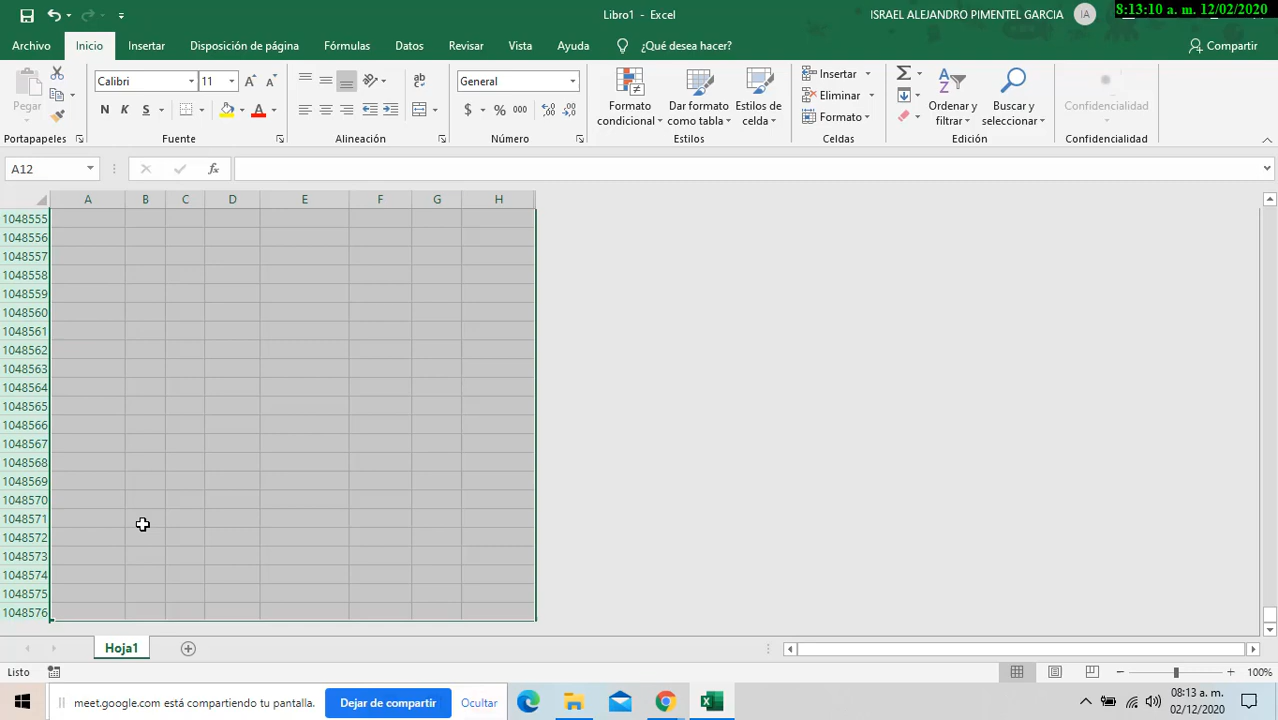 Libro1 - Excel
ISRAEL ALEJANDRO PIMENTEL GARCIA
IA
8:13:10 a. m. 12/02/2020
Archivo
Inicio
Insertar
Disposición de página
Fórmulas
Datos
Revisar
Vista
Ayuda
¿Qué desea hacer?
Compartir
Pegar
Calibri
11
N K S
General
$ % 000
Formato condicional
Dar formato como tabla
Estilos de celda
Insertar
Eliminar
Formato
Ordenar y filtrar
Buscar y seleccionar
Confidencialidad
Portapapeles
Fuente
Alineación
Número
Estilos
Celdas
Edición
Confidencialidad
A12
fx
A B C D E F G H
1048555
1048556
1048557
1048558
1048559
1048560
1048561
1048562
1048563
1048564
1048565
1048566
1048567
1048568
1048569
1048570
1048571
1048572
1048573
1048574
1048575
1048576
Hoja1
Listo
100%
meet.google.com está compartiendo tu pantalla.
Dejar de compartir
Ocultar
08:13 a. m.
02/12/2020